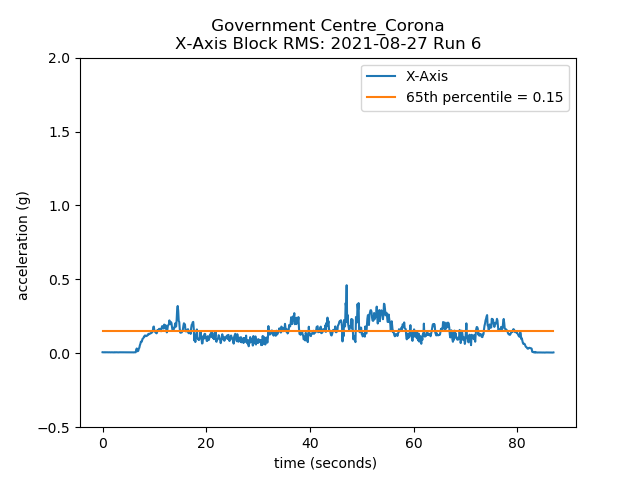 Government Centre_Corona
X-Axis Block RMS: 2021-08-27 Run 6
2.0
1.5
1.0
0.5
0.0
−0.5
acceleration (g)
X-Axis
65th percentile = 0.15
0 20 40 60 80
time (seconds)